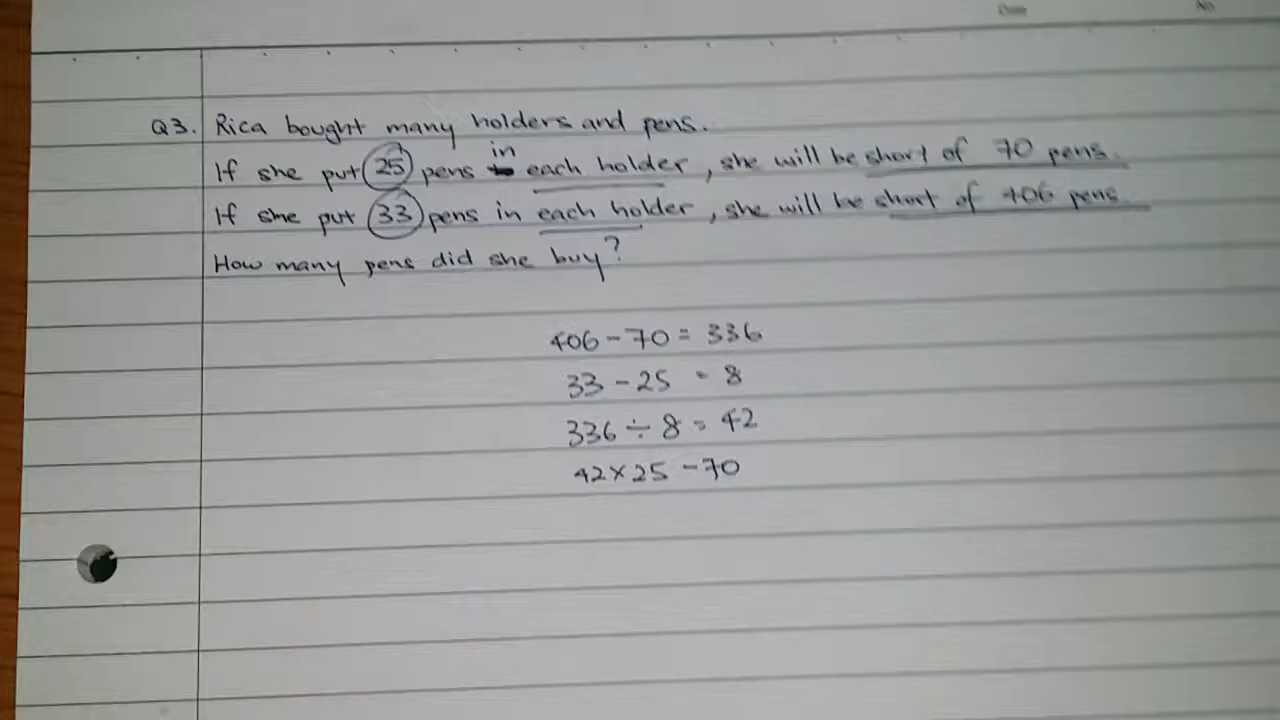 Date No
Q3. Rica bought many holders and pens.
If she put 25 pens in each holder, she will be short of 70 pens.
If she put 33 pens in each holder, she will be short of 406 pens.
How many pens did she buy?
406 - 70 = 336
33 - 25 = 8
336 ÷ 8 = 42
42 x 25 - 70